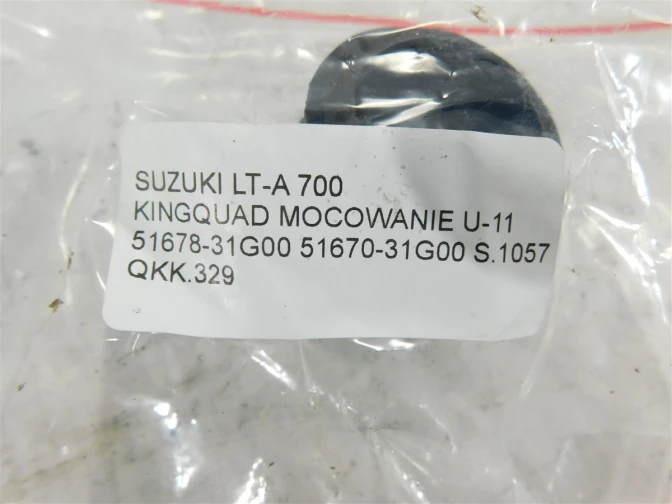 SUZUKI LT-A 700
KINGQUAD MOCOWANIE U-11
51678-31G00 51670-31G00 S.1057
QKK.329